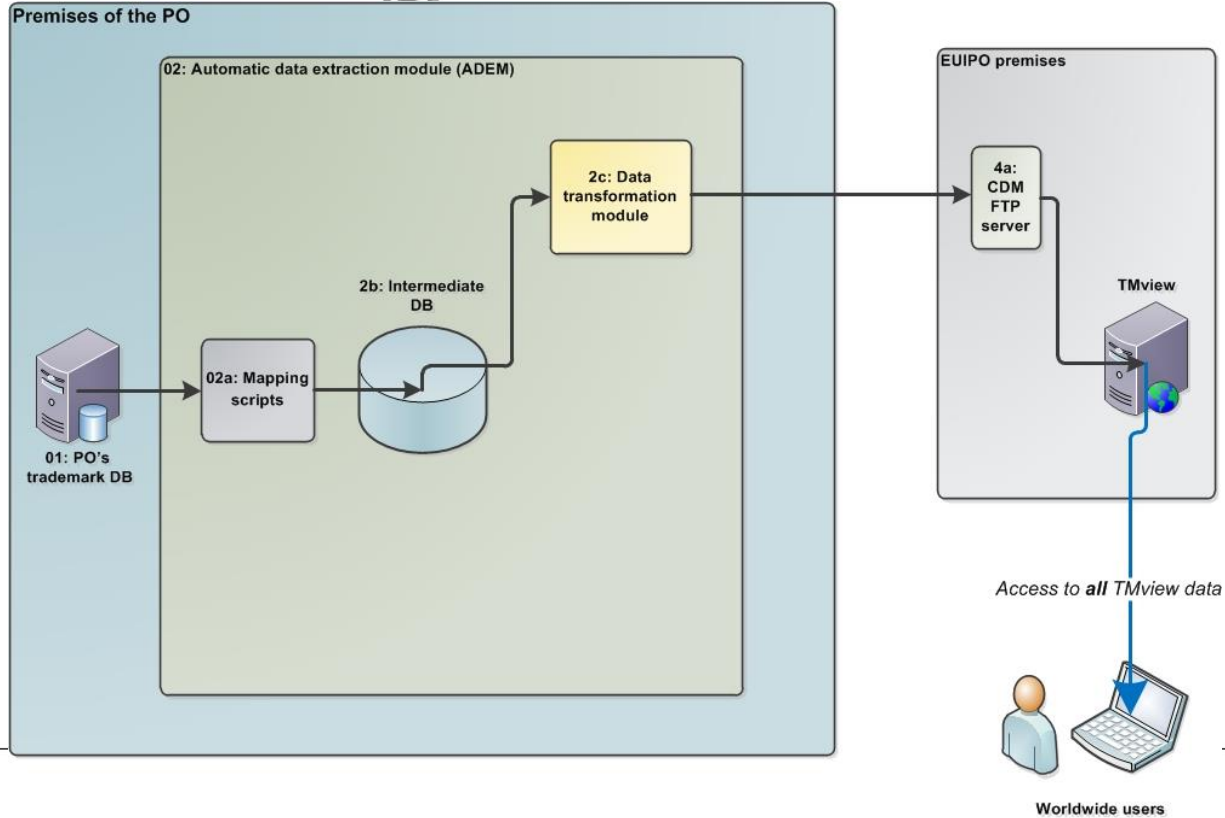 Premises of the PO
02: Automatic data extraction module (ADEM)
EUIPO premises
2c: Data
transformation
module
4a:
CDM
FTP
server
2b: Intermediate
DB
TMview
02a: Mapping
scripts
01: PO's
trademark DB
Access to all TMview data
Worldwide users